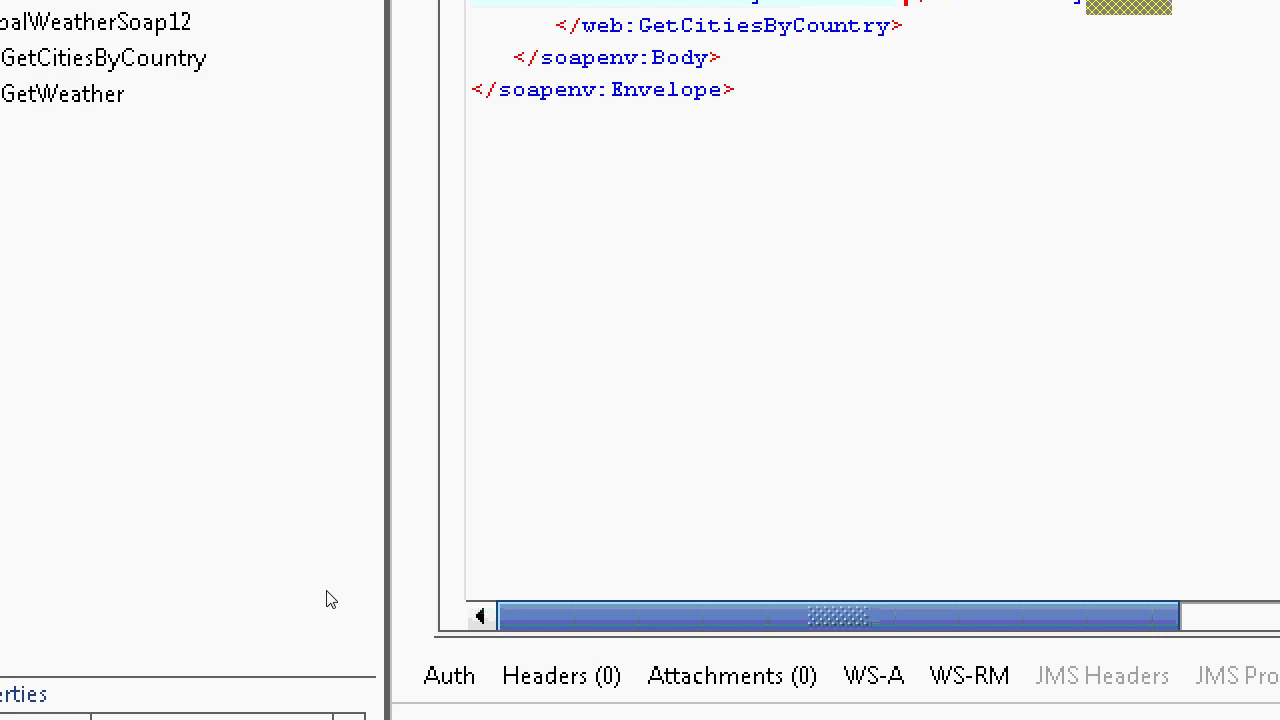 balWeatherSoap12
GetCitiesByCountry
GetWeather
</web:GetCitiesByCountry>
</soapenv:Body>
</soapenv:Envelope>
Auth Headers (0) Attachments (0) WS-A WS-RM JMS Headers JMS Pro
erties